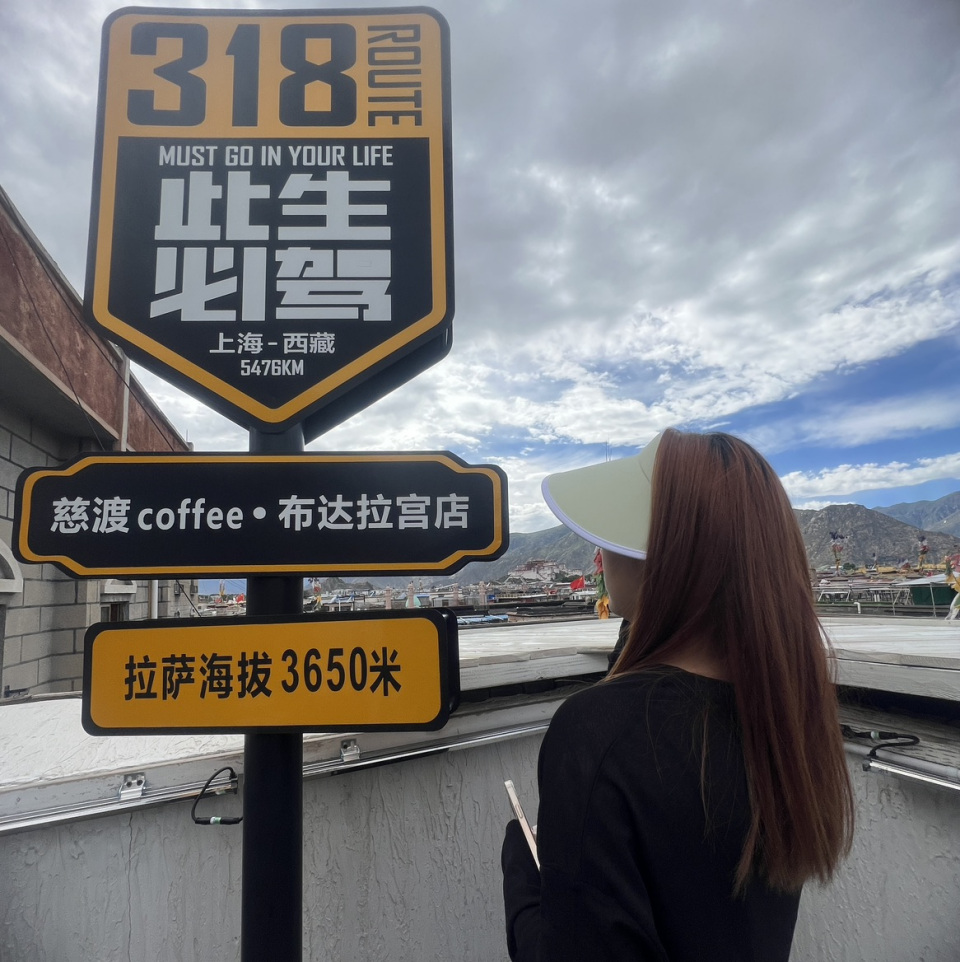 318 ROUTE
MUST GO IN YOUR LIFE
此生
必驾
上海-西藏
5476KM
慈渡coffee•布达拉宫店
拉萨海拔3650米